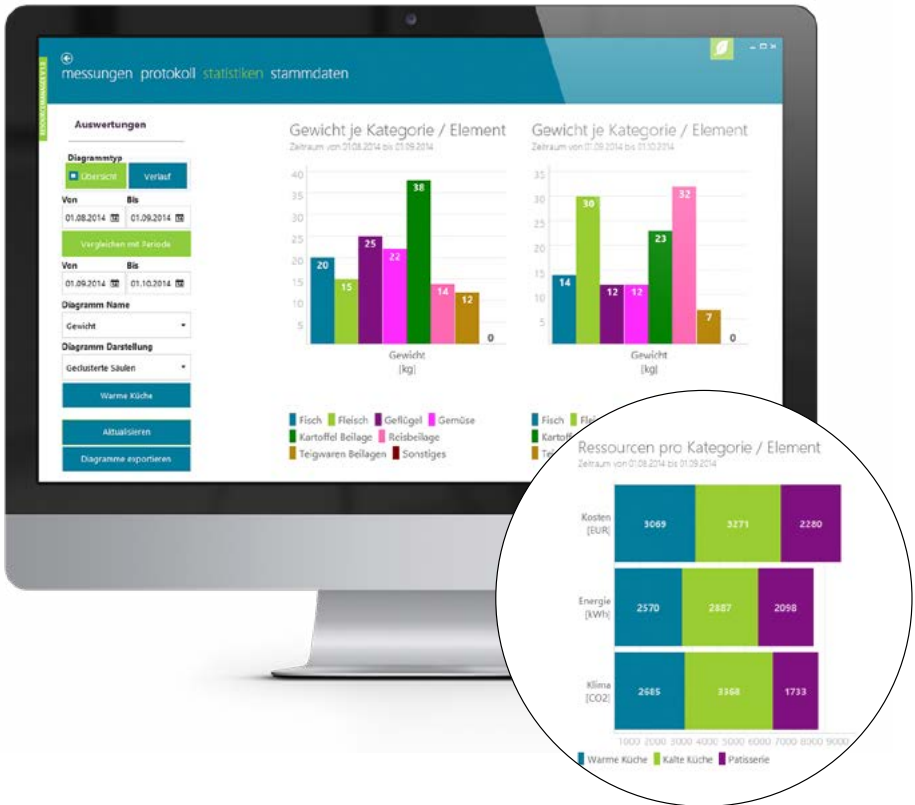 messungen protokoll statistiken stammdaten
Auswertungen
Diagrammtyp
Übersicht Verlauf
Von Bis
01.08.2014 01.09.2014
Vergleichen mit Periode
Von Bis
01.09.2014 01.10.2014
Diagramm Name
Gewicht
Diagramm Darstellung
Geclusterte Säulen
Warme Küche
Aktualisieren
Diagramme exportieren
Gewicht je Kategorie / Element
Zeitraum von 01.08.2014 bis 01.09.2014
40
35
30
25
20
15
10
5
20
15
25
22
38
14
12
0
Gewicht
[kg]
Fisch Fleisch Geflügel Gemüse
Kartoffel Beilage Reisbeilage
Teigwaren Beilagen Sonstiges
Gewicht je Kategorie / Element
Zeitraum von 01.09.2014 bis 01.10.2014
35
30
25
20
15
10
5
14
30
12
12
23
32
7
0
Gewicht
[kg]
Fisch Flei
Kartoff
Te
Ressourcen pro Kategorie / Element
Zeitraum von 01.08.2014 bis 01.09.2014
Kosten
[EUR]
3069 3271 2280
Energie
[kWh]
2570 2887 2098
Klima
[CO2]
2685 3368 1733
1000 2000 3000 4000 5000 6000 7000 8000 9000
Warme Küche Kalte Küche Patisserie